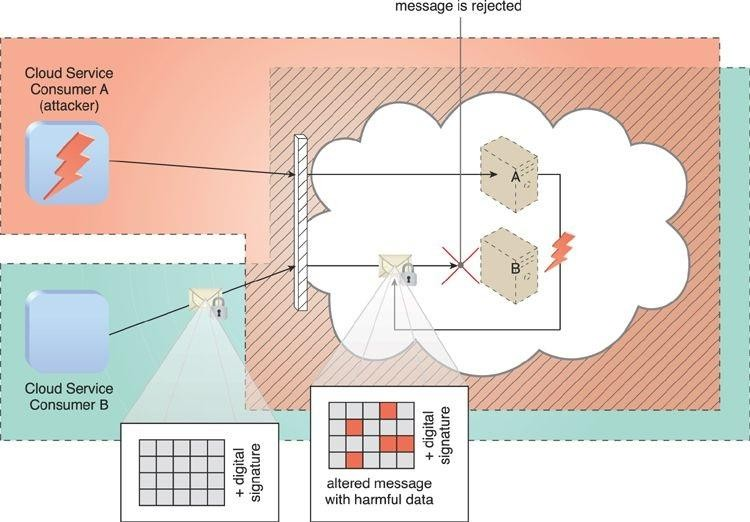 message is rejected
Cloud Service
Consumer A
(attacker)
A
B
Cloud Service
Consumer B
+ digital
signature
+ digital
signature
altered message
with harmful data